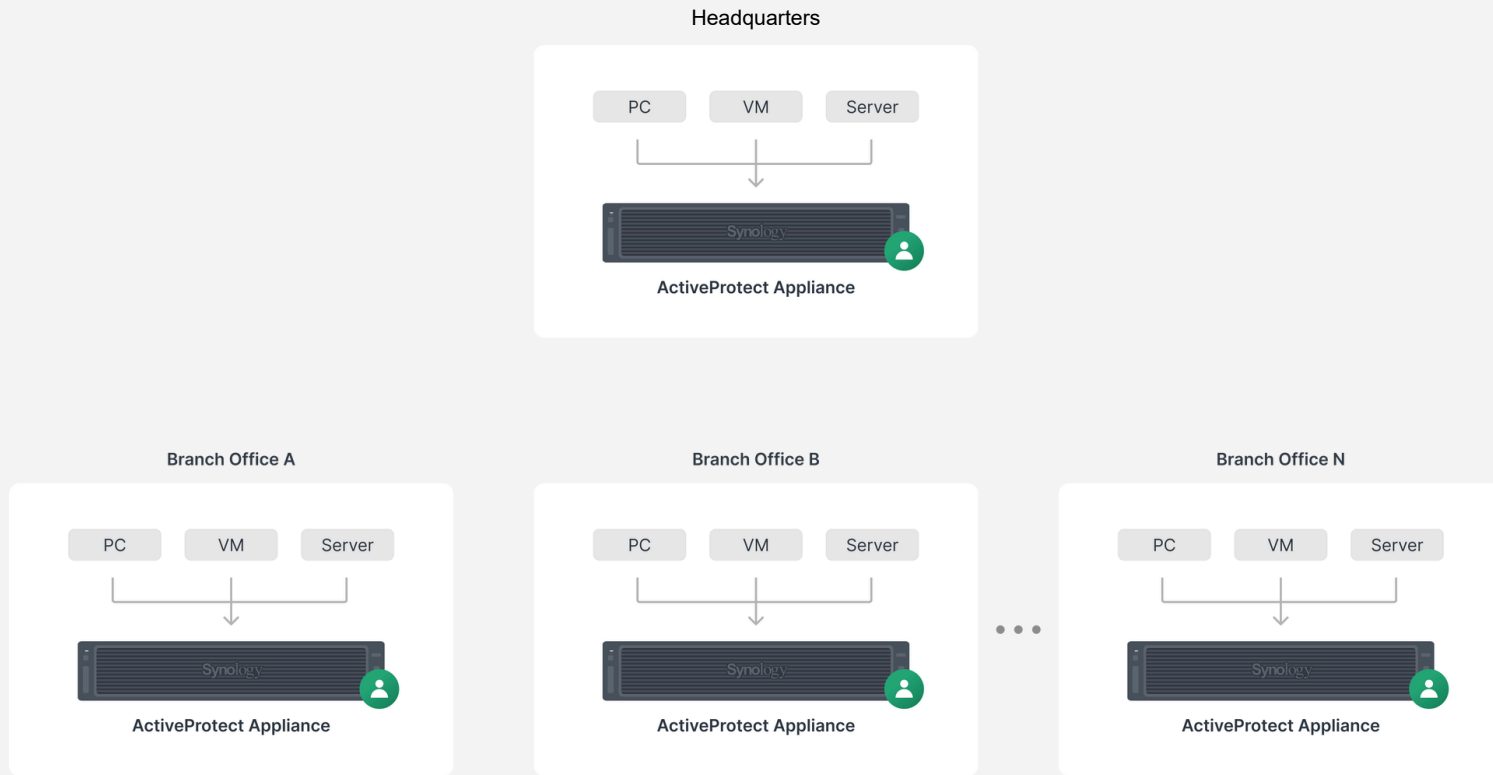 Headquarters
PC VM Server
Synology
ActiveProtect Appliance
Branch Office A
Branch Office B
Branch Office N
PC VM Server
PC VM Server
PC VM Server
Synology
Synology
Synology
ActiveProtect Appliance
ActiveProtect Appliance
ActiveProtect Appliance